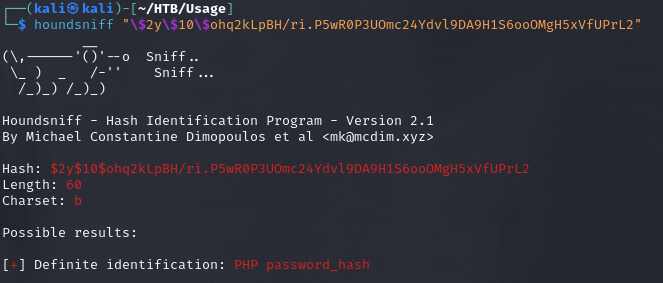 ┌──(kali㉿kali)-[~/HTB/Usage]
└─$ houndsniff "\$2y\$10\$ohq2kLpBH/ri.P5wR0P3UOmc24Ydvl9DA9H1S6ooOMgH5xVfUPrL2"
            __
(\,------'()'--o  Sniff..
 \_ )  _   /-''    Sniff...
  /_)_) /_)_)
Houndsniff - Hash Identification Program - Version 2.1
By Michael Constantine Dimopoulos et al <mk@mcdim.xyz>
Hash: $2y$10$ohq2kLpBH/ri.P5wR0P3UOmc24Ydvl9DA9H1S6ooOMgH5xVfUPrL2
Length: 60
Charset: b
Possible results:
[+] Definite identification: PHP password_hash